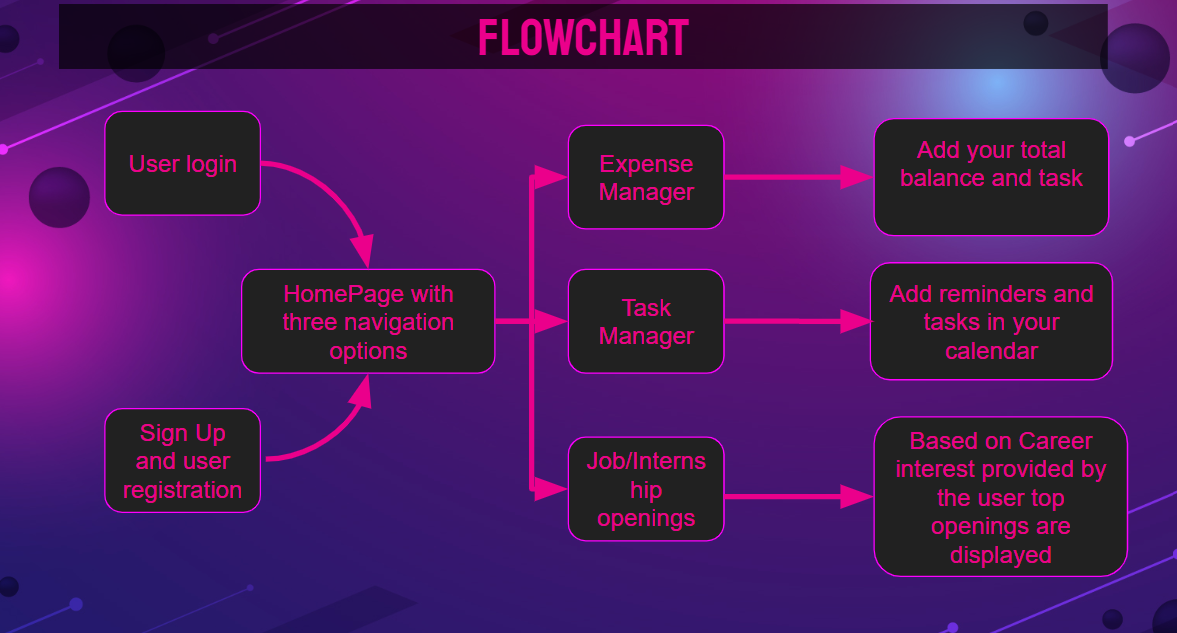 FLOWCHART
User login
HomePage with
three navigation
options
Sign Up
and user
registration
Expense
Manager
Task
Manager
Job/Interns
hip
openings
Add your total
balance and task
Add reminders and
tasks in your
calendar
Based on Career
interest provided by
the user top
openings are
displayed